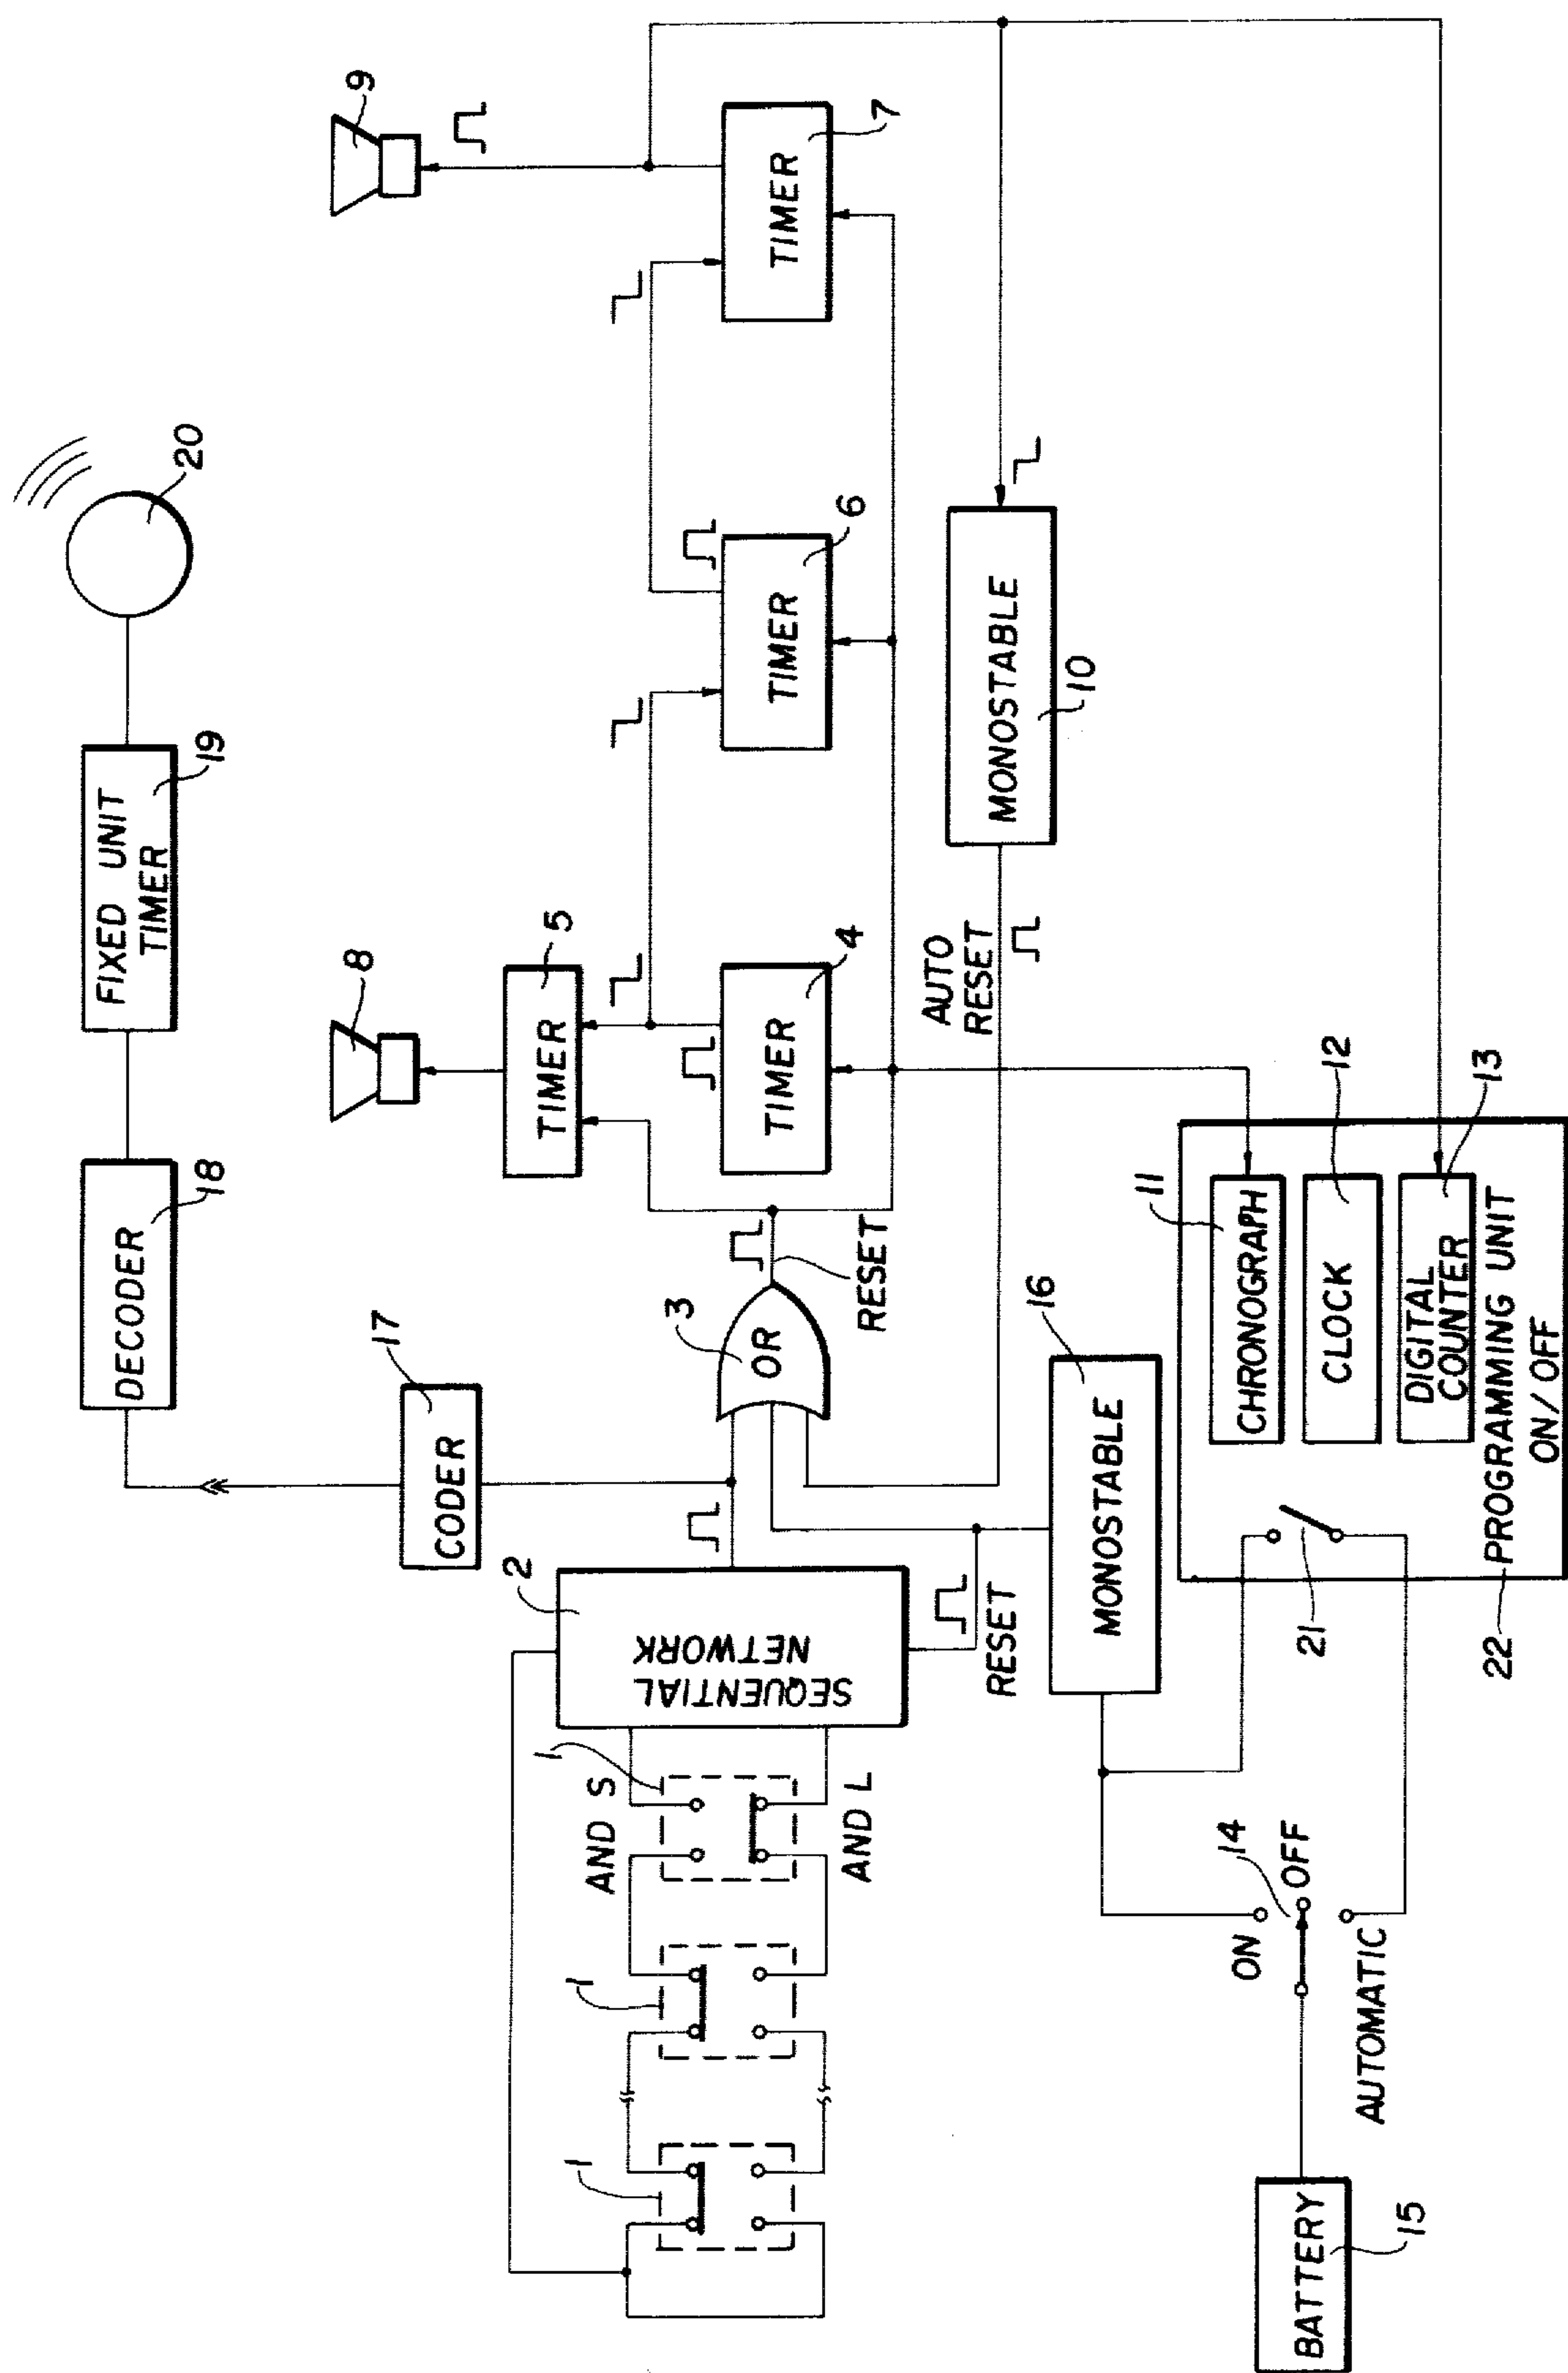 DECODER
18
FIXED UNIT
TIMER
19
20
CODER
17
8
9
TIMER
5
SEQUENTIAL
NETWORK
2
OR
3
RESET
TIMER
4
TIMER
6
TIMER
7
AND S
1
1
1
AND L
RESET
AUTO
RESET
MONOSTABLE
10
MONOSTABLE
16
BATTERY
15
ON
14
OFF
AUTOMATIC
21
CHRONOGRAPH
11
CLOCK
12
DIGITAL
COUNTER
13
22
PROGRAMMING UNIT
ON/OFF